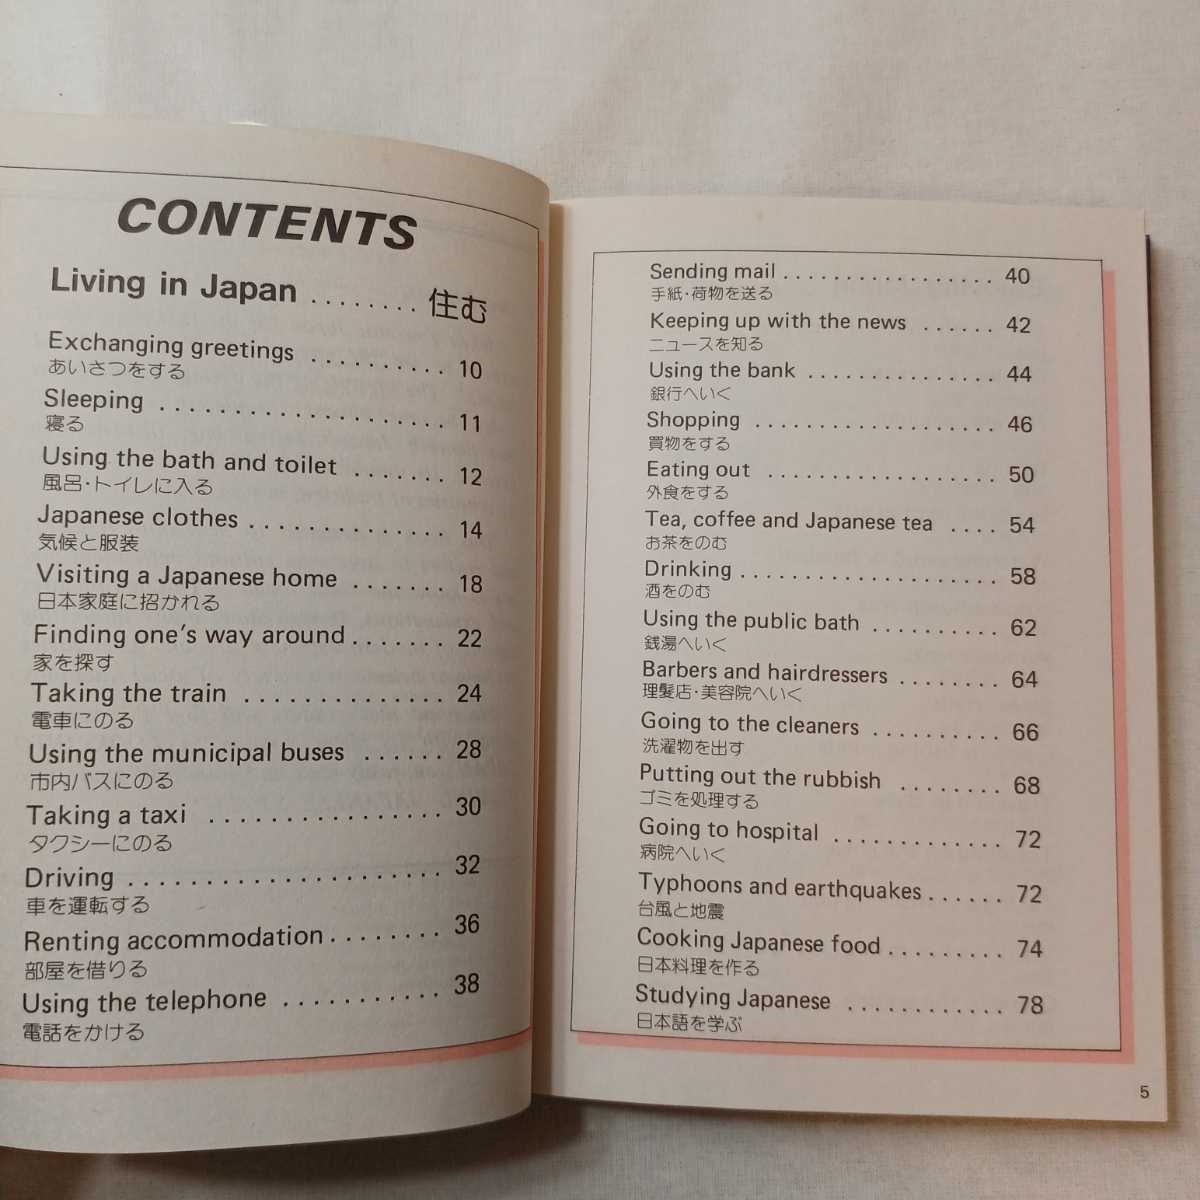 CONTENTS
Living in Japan ....... 住む
Exchanging greetings .......... 10
あいさつをする
Sleeping .................. 11
寝る
Using the bath and toilet ....... 12
風呂・トイレに入る
Japanese clothes ............. 14
気候と服装
Visiting a Japanese home ........ 18
日本家庭に招かれる
Finding one's way around ....... 22
家を探す
Taking the train .............. 24
電車にのる
Using the municipal buses ...... 28
市内バスにのる
Taking a taxi ................ 30
タクシーにのる
Driving ..................... 32
車を運転する
Renting accommodation ........ 36
部屋を借りる
Using the telephone ........... 38
電話をかける
Sending mail ................. 40
手紙・荷物を送る
Keeping up with the news ...... 42
ニュースを知る
Using the bank ............... 44
銀行へいく
Shopping ................... 46
買物をする
Eating out .................. 50
外食をする
Tea, coffee and Japanese tea .... 54
お茶をのむ
Drinking ..................... 58
酒をのむ
Using the public bath .......... 62
銭湯へいく
Barbers and hairdressers ........ 64
理髪店・美容院へいく
Going to the cleaners .......... 66
洗濯物を出す
Putting out the rubbish ........ 68
ゴミを処理する
Going to hospital ............. 72
病院へいく
Typhoons and earthquakes ...... 72
台風と地震
Cooking Japanese food ......... 74
日本料理を作る
Studying Japanese ............ 78
日本語を学ぶ
5